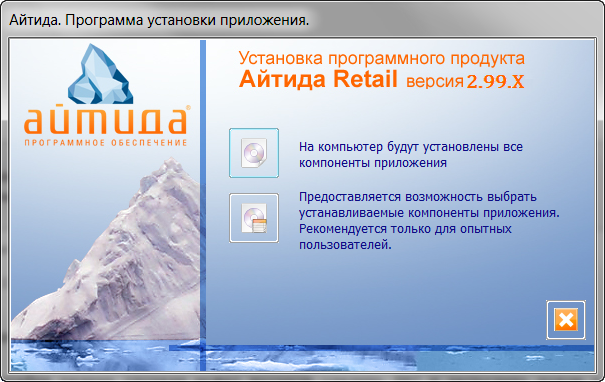 Айтида. Программа установки приложения.
айтида®
ПРОГРАММНОЕ ОБЕСПЕЧЕНИЕ
Установка программного продукта
Айтида Retail версия 2.99.X
На компьютер будут установлены все
компоненты приложения
Предоставляется возможность выбрать
устанавливаемые компоненты приложения.
Рекомендуется только для опытных
пользователей.